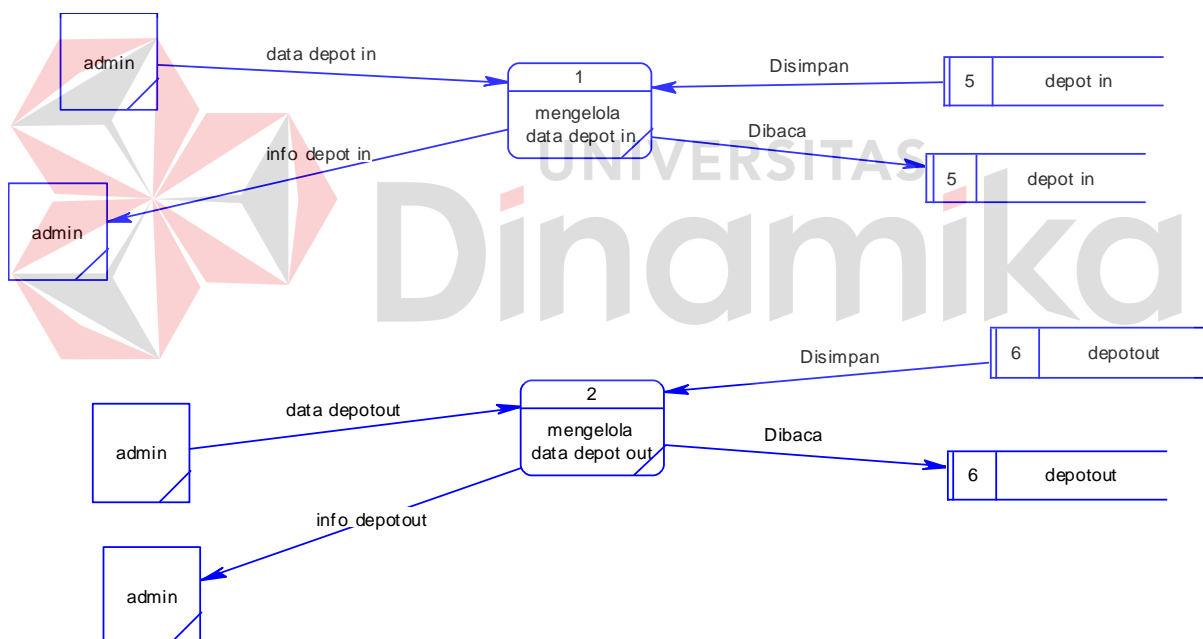 admin
data depot in
1
mengelola
data depot in
Disimpan
5 depot in
Dibaca
5 depot in
info depot in
admin
UNIVERSITAS
Dinamika
Disimpan
6 depotout
2
mengelola
data depot out
data depotout
admin
Dibaca
6 depotout
info depotout
admin